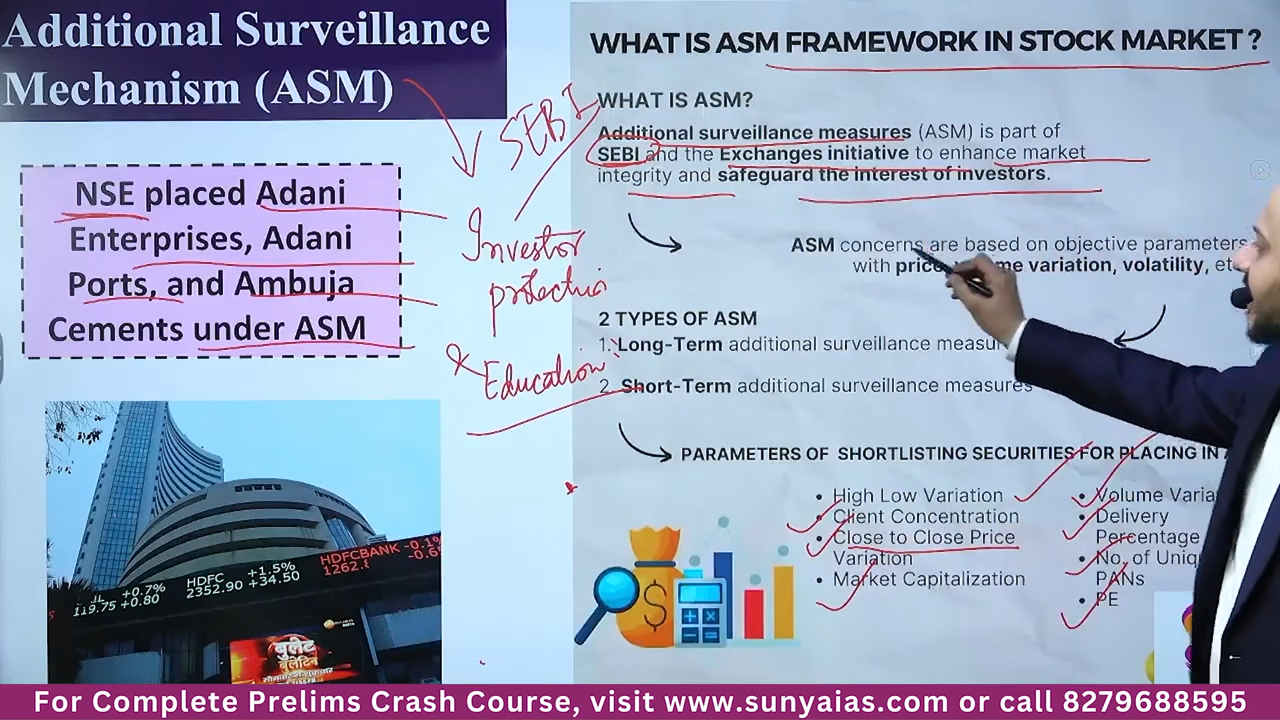 Additional Surveillance
Mechanism (ASM)
NSE placed Adani
Enterprises, Adani
Ports, and Ambuja
Cements under ASM
SEBI
Investor
protection
* Education
+0.7%
119.75 +0.80
HDFC +1.5%
2352.90 +34.50
HDFCBANK -0.1%
बुलेट
बुलेटिन
WHAT IS ASM FRAMEWORK IN STOCK MARKET ?
WHAT IS ASM?
Additional surveillance measures (ASM) is part of
SEBI and the Exchanges initiative to enhance market
integrity and safeguard the interest of investors.
ASM concerns are based on objective parameters
with variation, volatility,
2 TYPES OF ASM
1. Long-Term additional surveillance
2. Short-Term additional surveillance measures
PARAMETERS OF SHORTLISTING SECURITIES FOR PLACING IN
• High Low Variation
• Client Concentration
• Close to Close Price
Variation
• Market Capitalization
• Volume
• Delivery
Percentage
• No. of
PANs
• PE
For Complete Prelims Crash Course, visit www.sunyaias.com or call 8279688595